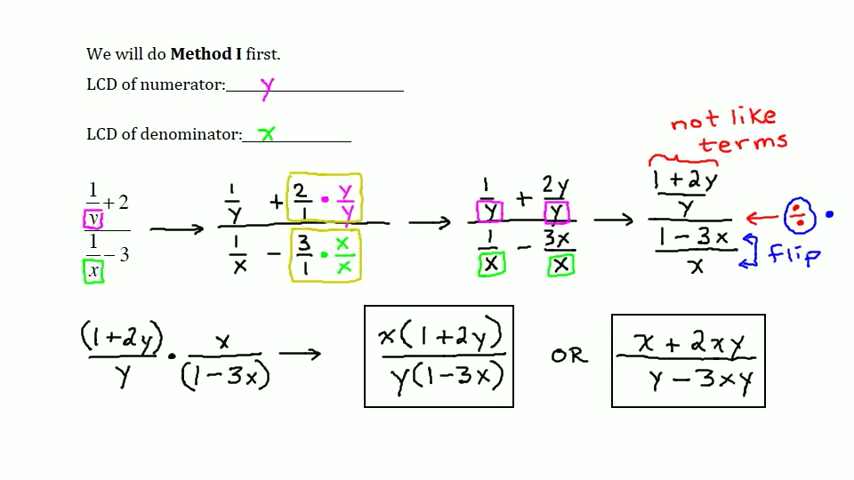 We will do Method I first.
LCD of numerator: y
LCD of denominator: x
not like
terms
(1/y + 2)/(1/x - 3) → (1/y + 2/1 • y/y)/(1/x - 3/1 • x/x) → (1/y + 2y/y)/(1/x - 3x/x) → ((1 + 2y)/y)/((1 - 3x)/x) ← ÷ •
flip
(1+2y)/y • x/(1-3x) → x(1+2y)/y(1-3x) OR (x + 2xy)/(y - 3xy)